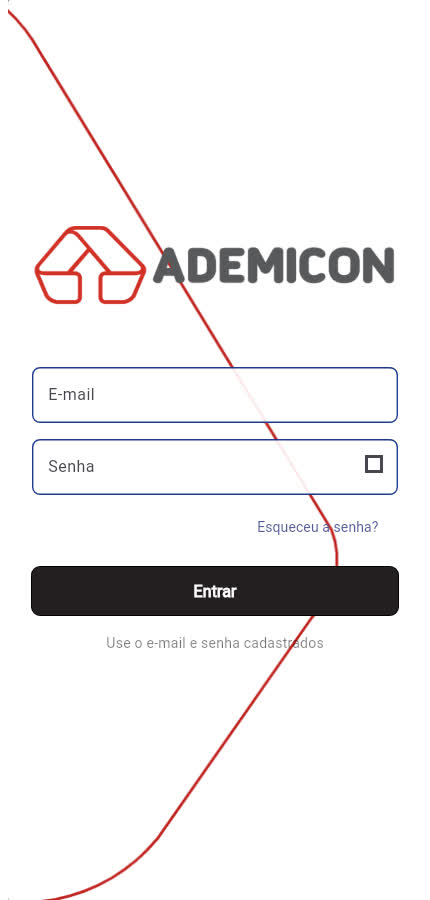 ADEMICON
E-mail
Senha
Esqueceu a senha?
Entrar
Use o e-mail e senha cadastrados